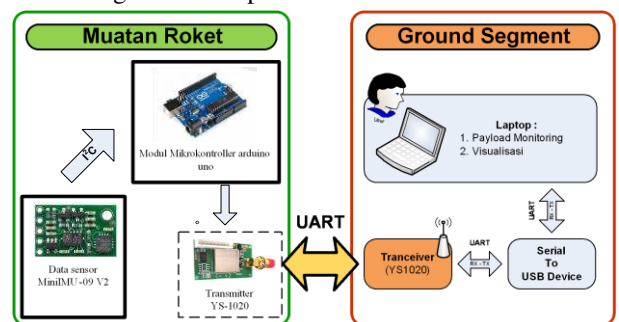 Muatan Roket
Modul Mikrokontroller arduino
uno
I²C
Data sensor
MiniIMU-09 V2
Transmitter
YS-1020
UART
Ground Segment
User
Laptop :
1. Payload Monitoring
2. Visualisasi
UART
RX - TX
Tranceiver
(YS1020)
UART
RX - TX
Serial
To
USB Device